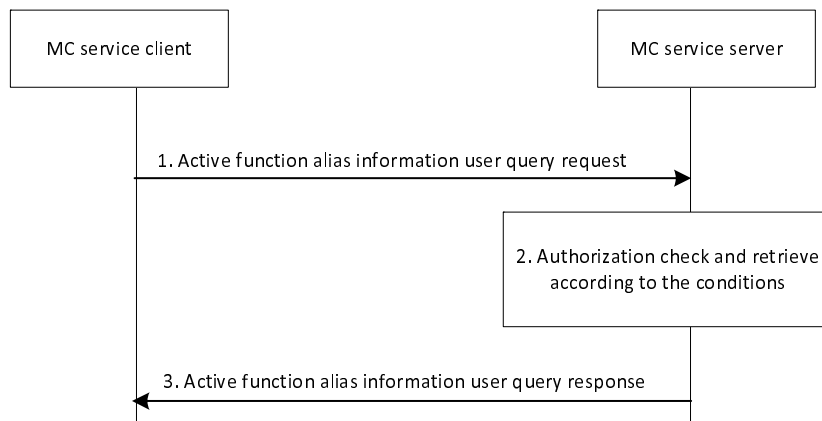 MC service client
MC service server
1. Active function alias information user query request
2. Authorization check and retrieve
according to the conditions
3. Active function alias information user query response